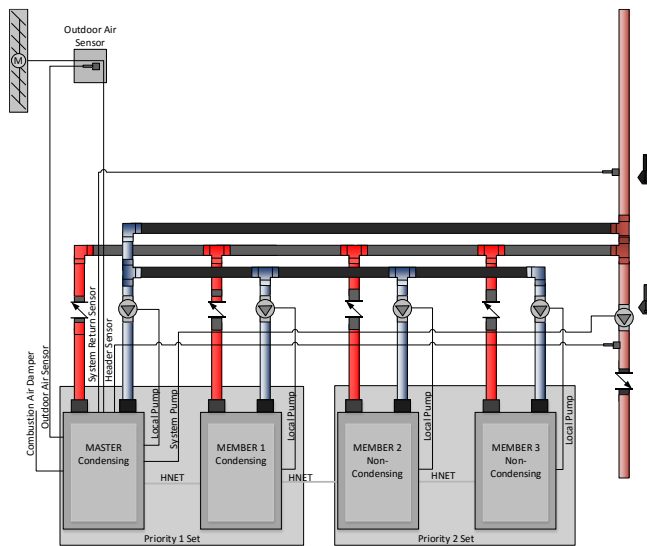 Outdoor Air
Sensor
M
Combustion Air Damper
Outdoor Air Sensor
System Return Sensor
Header Sensor
Local Pump
System Pump
Local Pump
Local Pump
Local Pump
MASTER
Condensing
MEMBER 1
Condensing
MEMBER 2
Non-
Condensing
MEMBER 3
Non-
Condensing
HNET
HNET
HNET
Priority 1 Set
Priority 2 Set